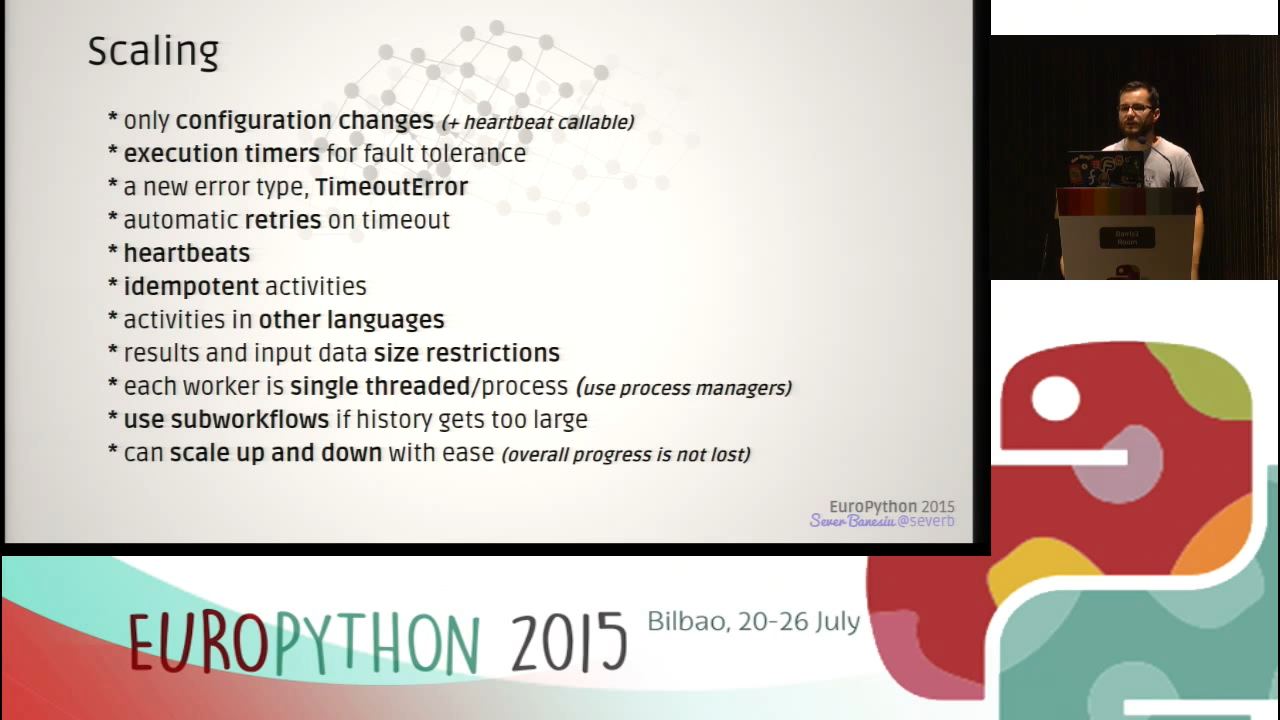 Scaling
* only configuration changes (+ heartbeat callable)
* execution timers for fault tolerance
* a new error type, TimeoutError
* automatic retries on timeout
* heartbeats
* idempotent activities
* activities in other languages
* results and input data size restrictions
* each worker is single threaded/process (use process managers)
* use subworkflows if history gets too large
* can scale up and down with ease (overall progress is not lost)
EuroPython 2015
Sever Banesiu @severb
Barria
Room
EUROPYTHON 2015
Bilbao, 20-26 July